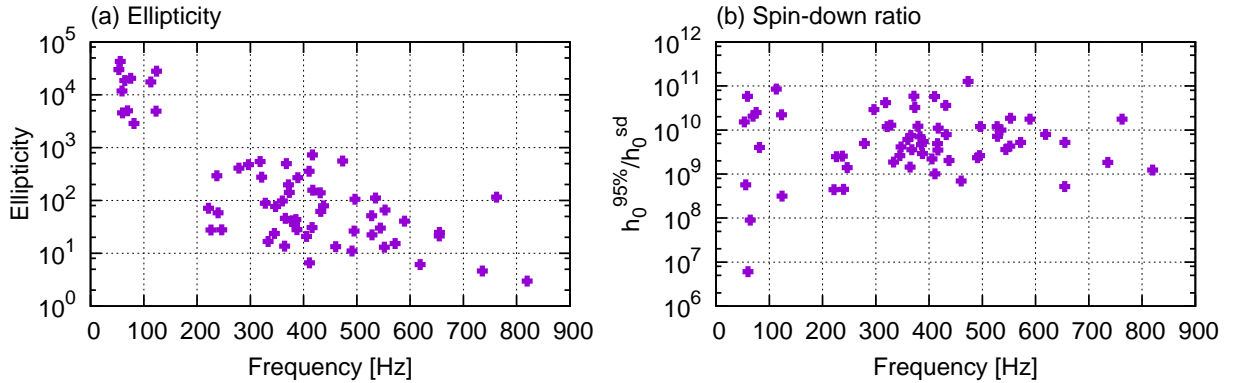 (a) Ellipticity
(b) Spin-down ratio
Ellipticity
10^5
10^4
10^3
10^2
10^1
10^0
0 100 200 300 400 500 600 700 800 900
Frequency [Hz]
h_0^95%/h_0^sd
10^12
10^11
10^10
10^9
10^8
10^7
10^6
0 100 200 300 400 500 600 700 800 900
Frequency [Hz]